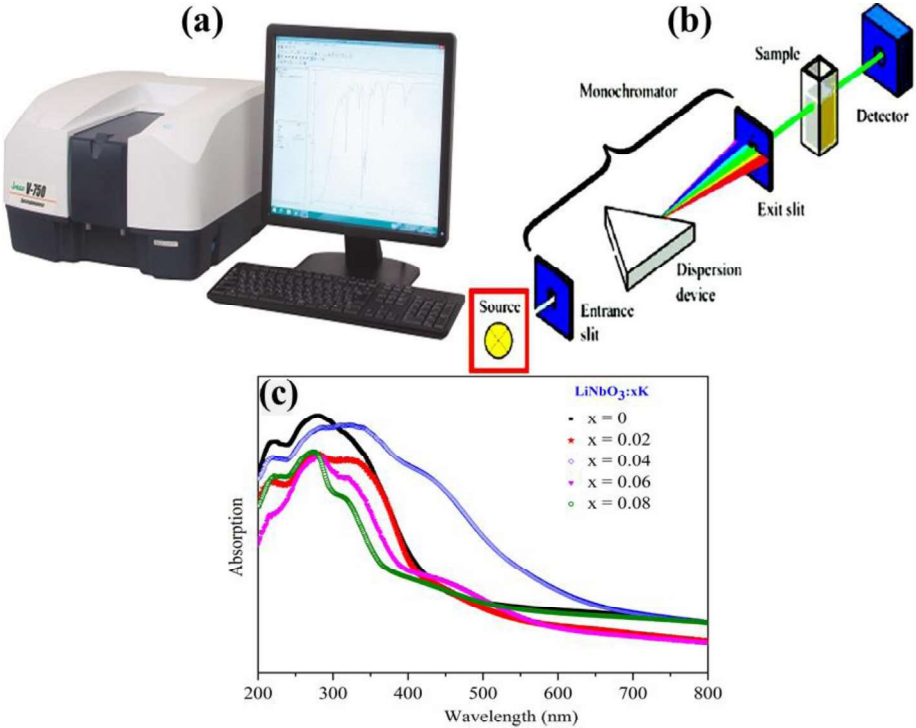 (a)
V-750
(b)
Sample
Monochromator
Detector
Exit slit
Dispersion
device
Source
Entrance
slit
(c)
LiNbO3:xK
x = 0
x = 0.02
x = 0.04
x = 0.06
x = 0.08
Absorption
200 300 400 500 600 700 800
Wavelength (nm)